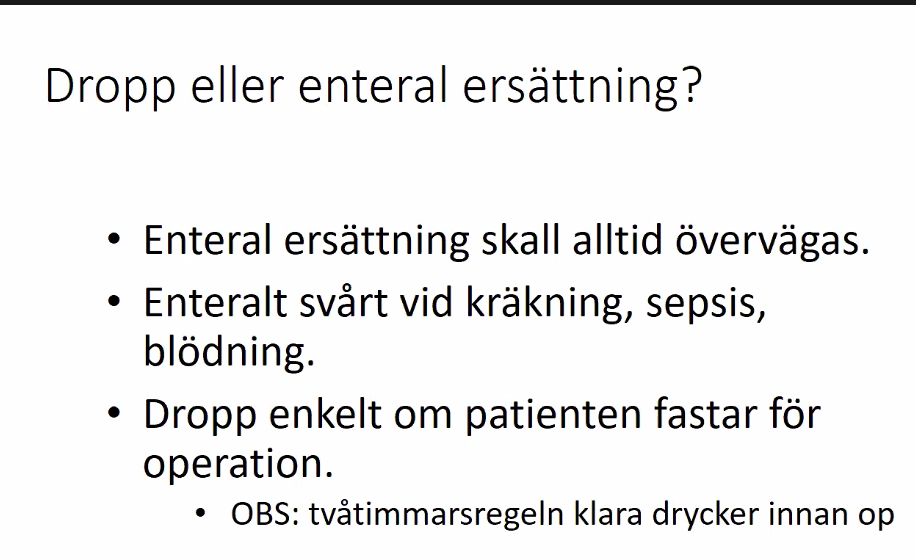 Dropp eller enteral ersättning?
• Enteral ersättning skall alltid övervägas.
• Enteralt svårt vid kräkning, sepsis,
blödning.
• Dropp enkelt om patienten fastar för
operation.
• OBS: tvåtimmarsregeln klara drycker innan op